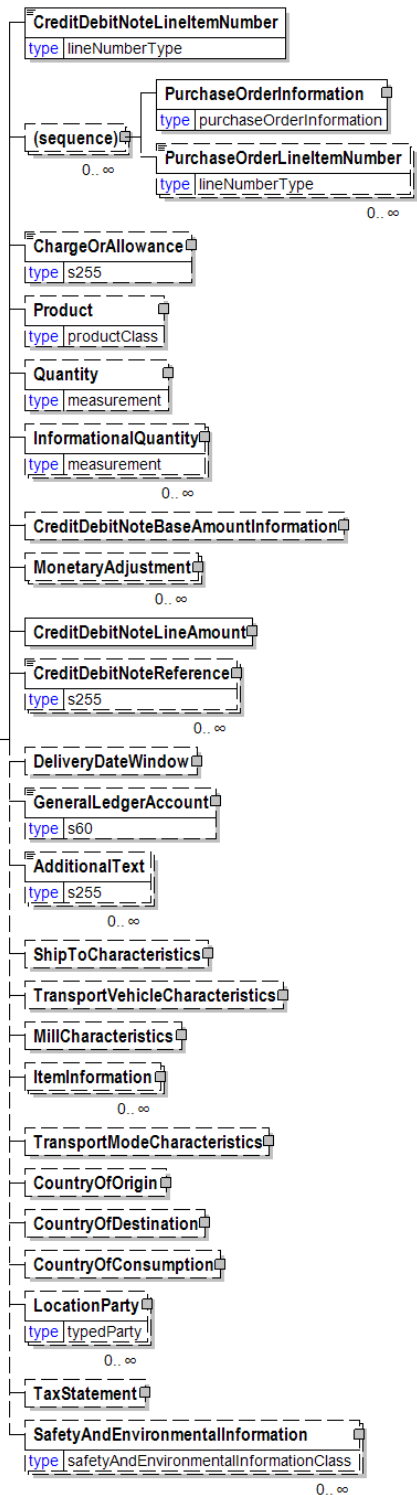 CreditDebitNoteLineItemNumber
type lineNumberType
PurchaseOrderInformation
type purchaseOrderInformation
(sequence)
0.. ∞
PurchaseOrderLineItemNumber
type lineNumberType
0.. ∞
ChargeOrAllowance
type s255
Product
type productClass
Quantity
type measurement
InformationalQuantity
type measurement
0.. ∞
CreditDebitNoteBaseAmountInformation
MonetaryAdjustment
0.. ∞
CreditDebitNoteLineAmount
CreditDebitNoteReference
type s255
0.. ∞
DeliveryDateWindow
GeneralLedgerAccount
type s60
AdditionalText
type s255
0.. ∞
ShipToCharacteristics
TransportVehicleCharacteristics
MillCharacteristics
ItemInformation
0.. ∞
TransportModeCharacteristics
CountryOfOrigin
CountryOfDestination
CountryOfConsumption
LocationParty
type typedParty
0.. ∞
TaxStatement
SafetyAndEnvironmentalInformation
type safetyAndEnvironmentalInformationClass
0.. ∞